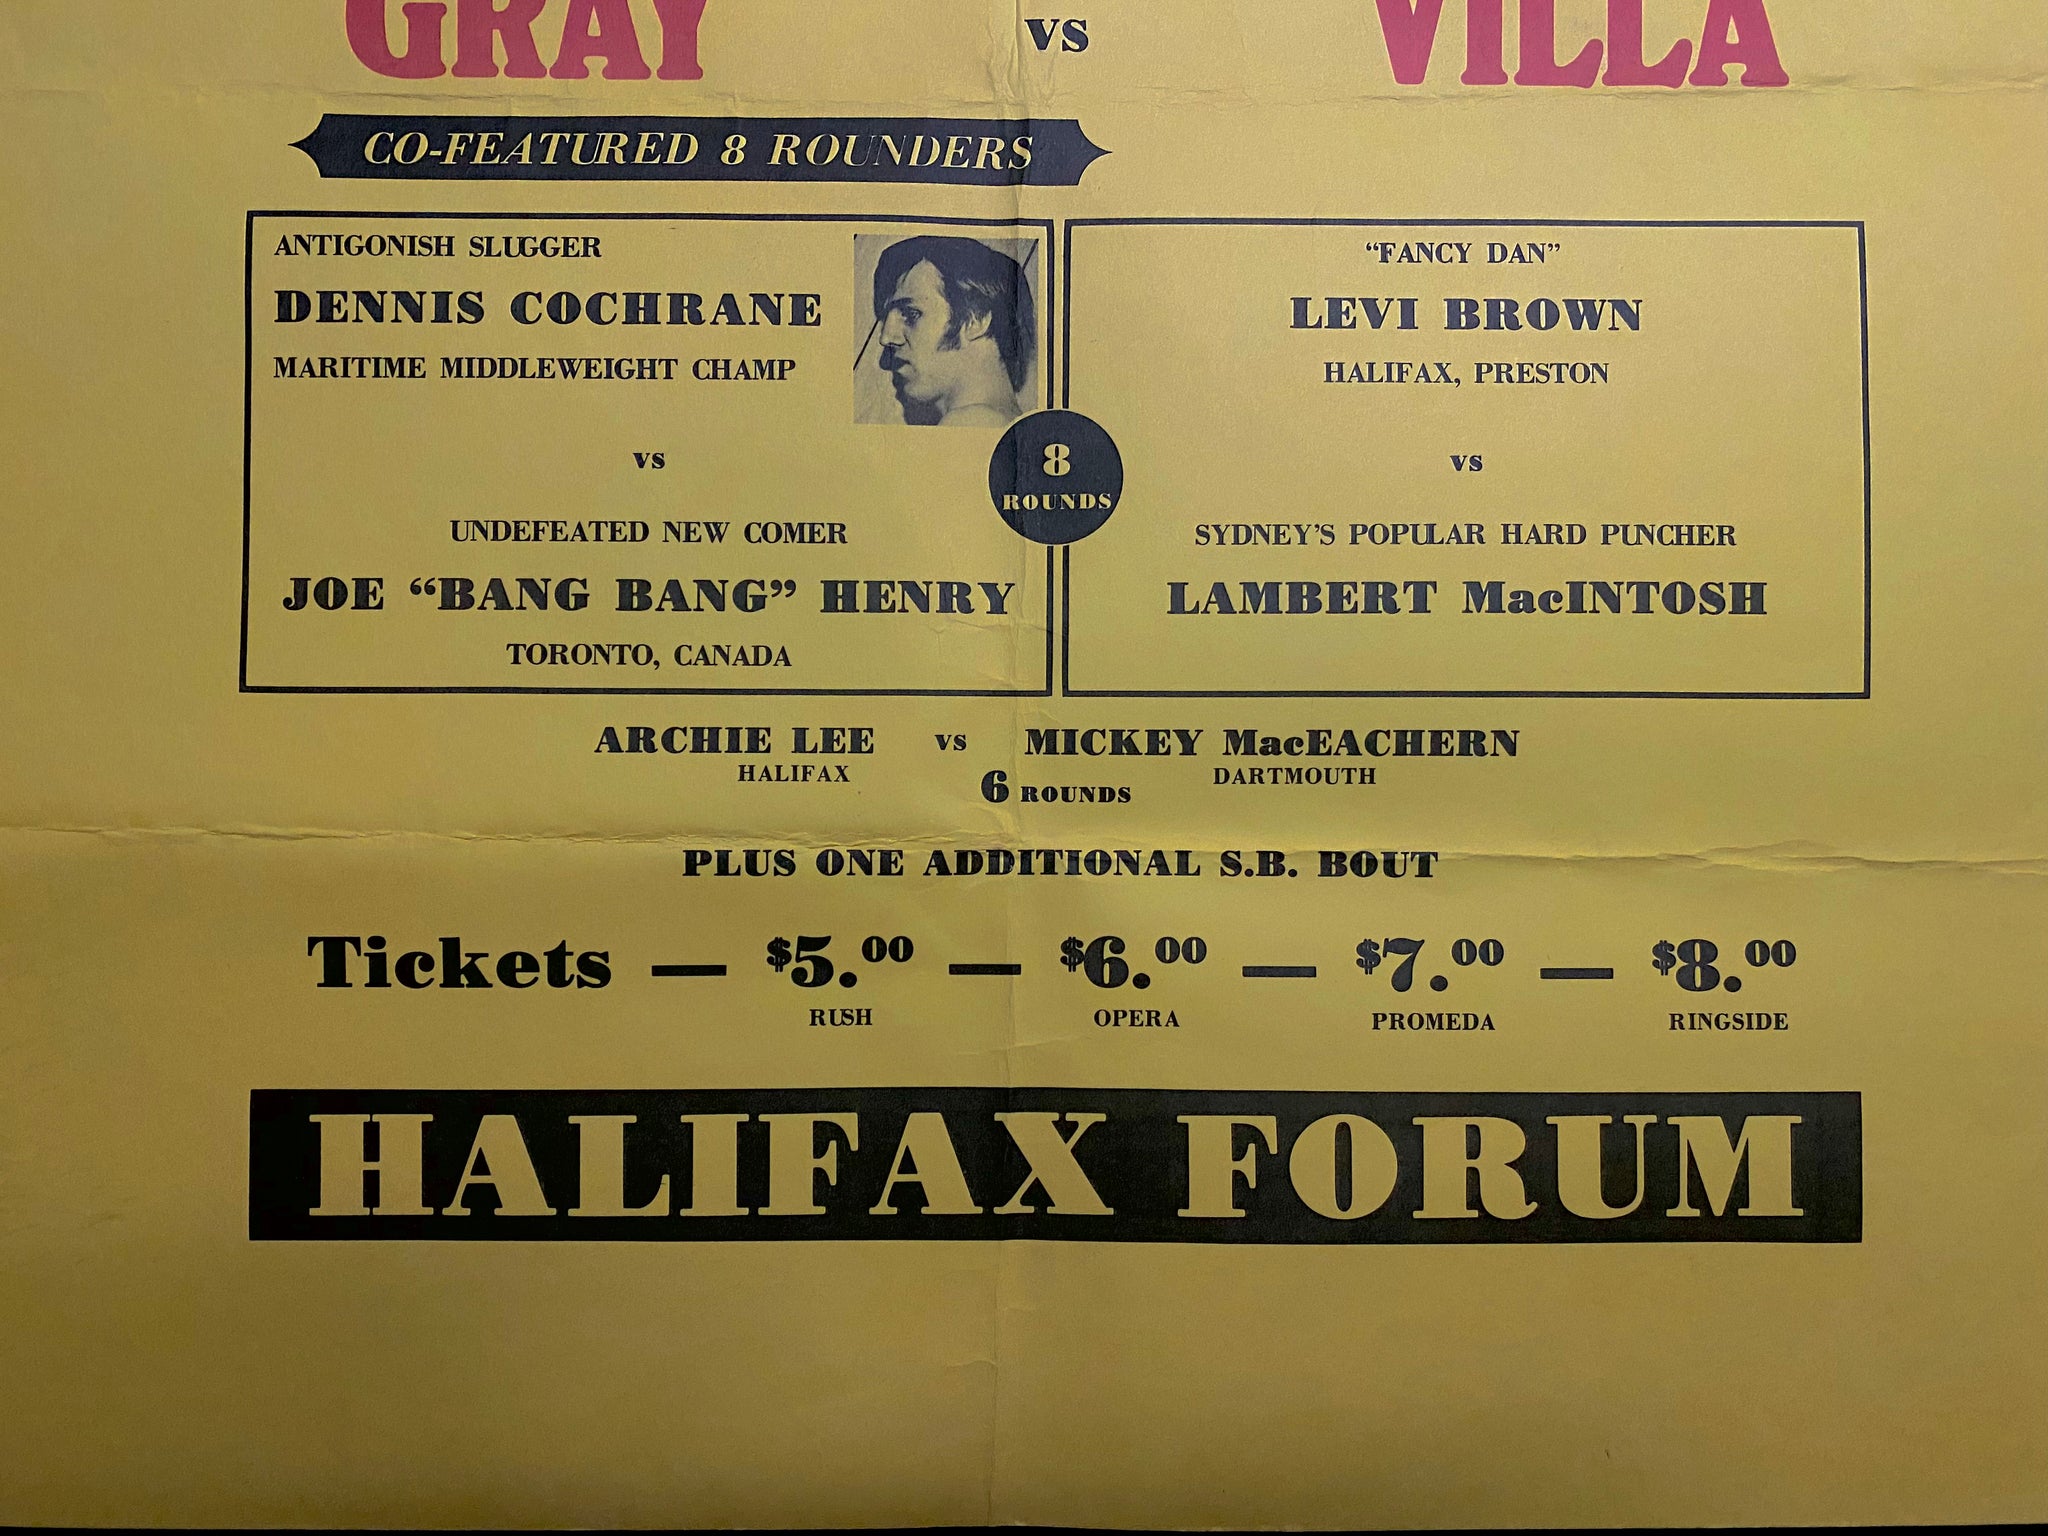 GRAY vs VILLA
CO-FEATURED 8 ROUNDERS
ANTIGONISH SLUGGER
DENNIS COCHRANE
MARITIME MIDDLEWEIGHT CHAMP
vs
UNDEFEATED NEW COMER
JOE “BANG BANG” HENRY
TORONTO, CANADA
8
ROUNDS
“FANCY DAN”
LEVI BROWN
HALIFAX, PRESTON
vs
SYDNEY'S POPULAR HARD PUNCHER
LAMBERT MacINTOSH
ARCHIE LEE vs MICKEY MacEACHERN
HALIFAX DARTMOUTH
6 ROUNDS
PLUS ONE ADDITIONAL S.B. BOUT
Tickets — $5.00 — $6.00 — $7.00 — $8.00
RUSH OPERA PROMEDA RINGSIDE
HALIFAX FORUM